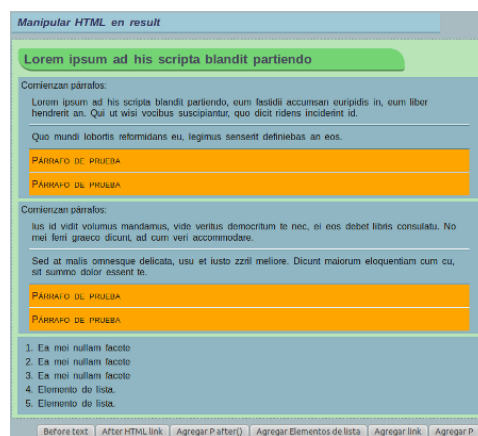 Manipular HTML en result
Lorem ipsum ad his scripta blandit partiendo
Comienzan párrafos:
Lorem ipsum ad his scripta blandit partiendo, eum fastidii accumsan euripidis in, eum liber
hendrerit an. Qui ut wisi vocibus suscipiantur, quo dicit ridens inciderint id.
Quo mundi lobortis reformidans eu, legimus senserit definiebas an eos.
PÁRRAFO DE PRUEBA
PÁRRAFO DE PRUEBA
Comienzan párrafos:
Ius id vidit volumus mandamus, vide veritus democritum te nec, ei eos debet libris consulatu. No
mei ferri graeco dicunt, ad cum veri accommodare.
Sed at malis omnesque delicata, usu et iusto zzril meliore. Dicunt maiorum eloquentiam cum cu,
sit summo dolor essent te.
PÁRRAFO DE PRUEBA
PÁRRAFO DE PRUEBA
1. Ea mei nullam facete
2. Ea mei nullam facete
3. Ea mei nullam facete
4. Elemento de lista.
5. Elemento de lista.
Before text After HTML link Agregar P after() Agregar Elementos de lista Agregar link Agregar P